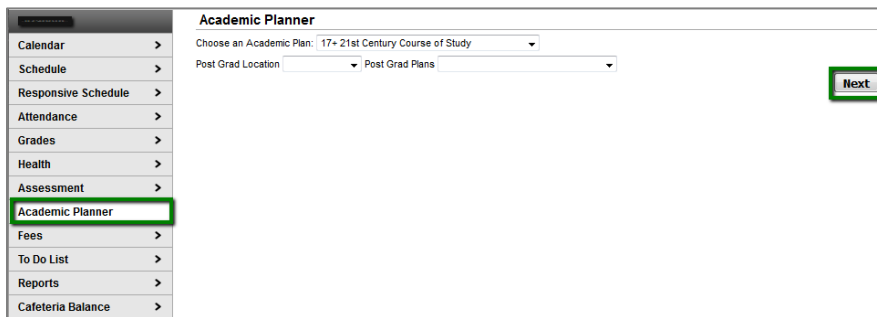 Academic Planner
Choose an Academic Plan: 17+ 21st Century Course of Study
Post Grad Location Post Grad Plans
Next
Calendar
Schedule
Responsive Schedule
Attendance
Grades
Health
Assessment
Academic Planner
Fees
To Do List
Reports
Cafeteria Balance